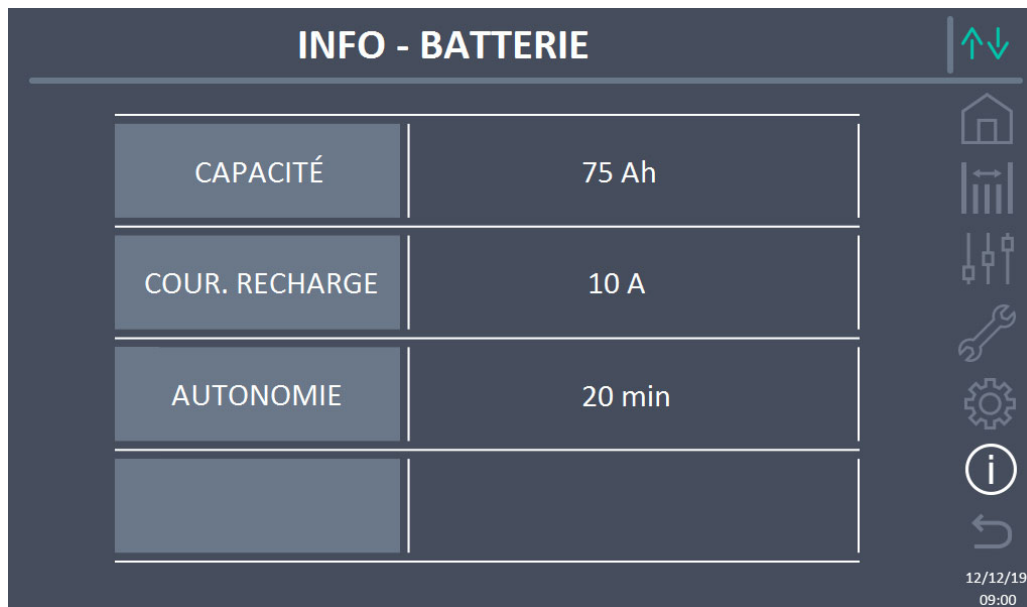 INFO - BATTERIE
CAPACITÉ
75 Ah
COUR. RECHARGE
10 A
AUTONOMIE
20 min
12/12/19
09:00